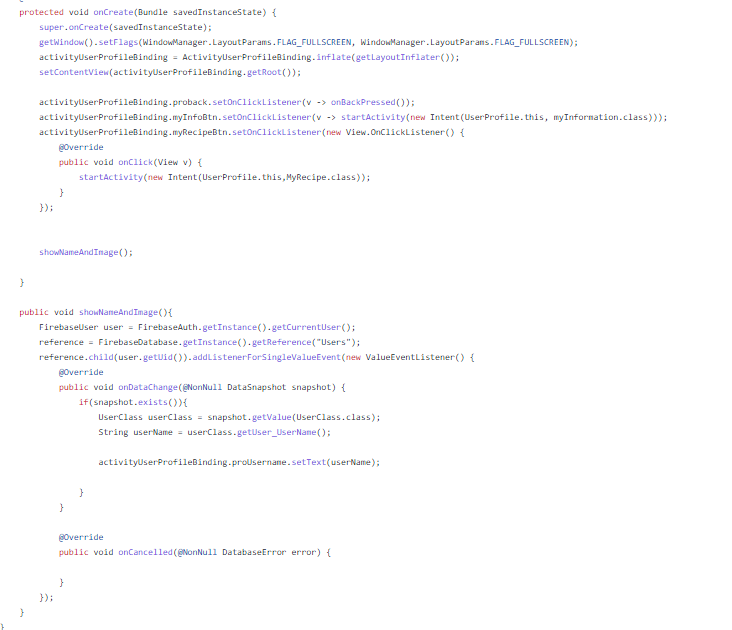 protected void onCreate(Bundle savedInstanceState) {
super.onCreate(savedInstanceState);
getWindow().setFlags(WindowManager.LayoutParams.FLAG_FULLSCREEN, WindowManager.LayoutParams.FLAG_FULLSCREEN);
activityUserProfileBinding = ActivityUserProfileBinding.inflate(getLayoutInflater());
setContentView(activityUserProfileBinding.getRoot());
activityUserProfileBinding.proback.setOnClickListener(v -> onBackPressed());
activityUserProfileBinding.myInfoBtn.setOnClickListener(v -> startActivity(new Intent(UserProfile.this, myInformation.class)));
activityUserProfileBinding.myRecipeBtn.setOnClickListener(new View.OnClickListener() {
@Override
public void onClick(View v) {
startActivity(new Intent(UserProfile.this,MyRecipe.class));
}
});
showNameAndImage();
}
public void showNameAndImage(){
FirebaseUser user = FirebaseAuth.getInstance().getCurrentUser();
reference = FirebaseDatabase.getInstance().getReference("Users");
reference.child(user.getUid()).addListenerForSingleValueEvent(new ValueEventListener() {
@Override
public void onDataChange(@NonNull DataSnapshot snapshot) {
if(snapshot.exists()){
UserClass userClass = snapshot.getValue(UserClass.class);
String userName = userClass.getUser_UserName();
activityUserProfileBinding.proUsername.setText(userName);
}
}
@Override
public void onCancelled(@NonNull DatabaseError error) {
}
});
}
}